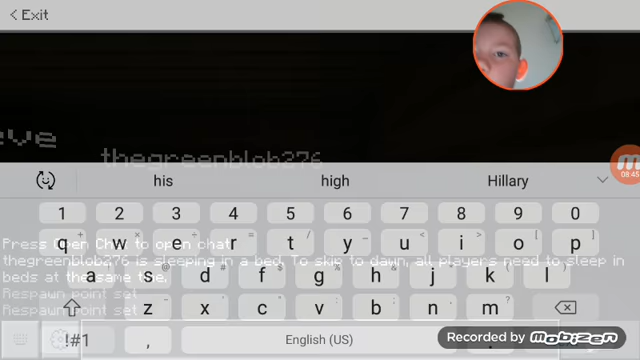 Exit
eve
thegreenblob276
his high Hillary
08:45
1 2 3 4 5 6 7 8 9 0
q w e r t y u i o p
Press Open Chat to open chat
thegreenblob276 is sleeping in a bed. To skip to dawn, all players need to sleep in
beds at the same time.
a s d f g h j k l
Respawn point set
Respawn point set
z x c v b n m
!#1 , English (US)
Recorded by Mobizen